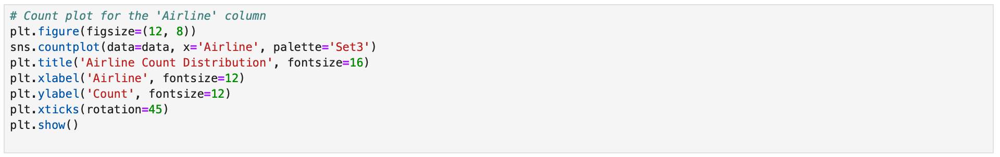 # Count plot for the 'Airline' column
plt.figure(figsize=(12, 8))
sns.countplot(data=data, x='Airline', palette='Set3')
plt.title('Airline Count Distribution', fontsize=16)
plt.xlabel('Airline', fontsize=12)
plt.ylabel('Count', fontsize=12)
plt.xticks(rotation=45)
plt.show()